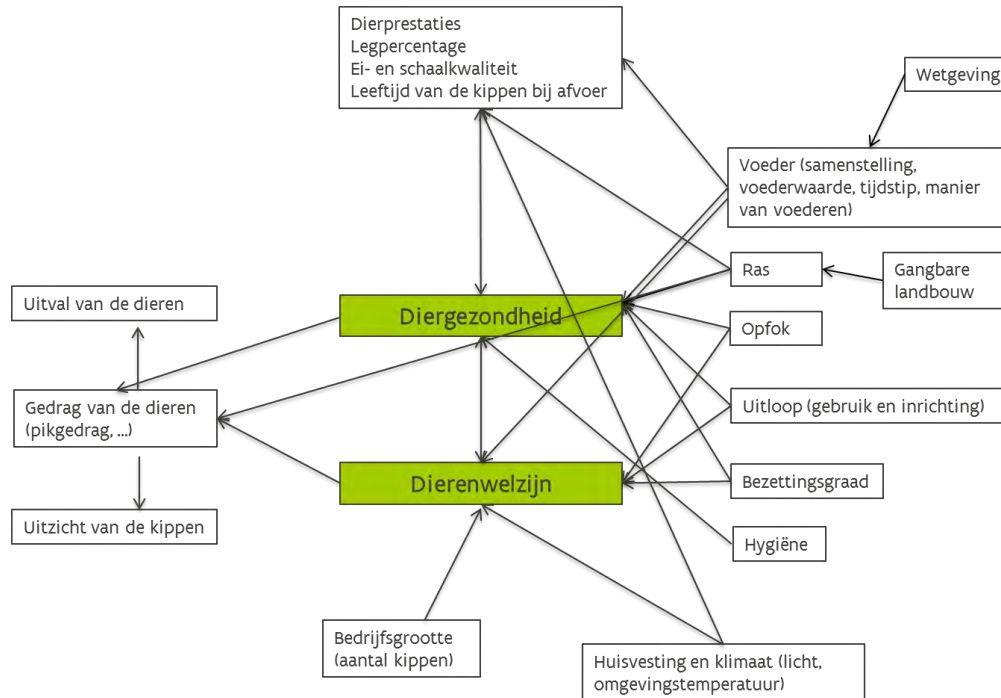 Dierprestaties
Legpercentage
Ei- en schaalkwaliteit
Leeftijd van de kippen bij afvoer
Wetgeving
Voeder (samenstelling,
voederwaarde, tijdstip, manier
van voederen)
Ras
Gangbare
landbouw
Uitval van de dieren
Diergezondheid
Opfok
Gedrag van de dieren
(pikgedrag, ...)
Uitloop (gebruik en inrichting)
Dierenwelzijn
Bezettingsgraad
Uitzicht van de kippen
Hygiëne
Bedrijfsgrootte
(aantal kippen)
Huisvesting en klimaat (licht,
omgevingstemperatuur)